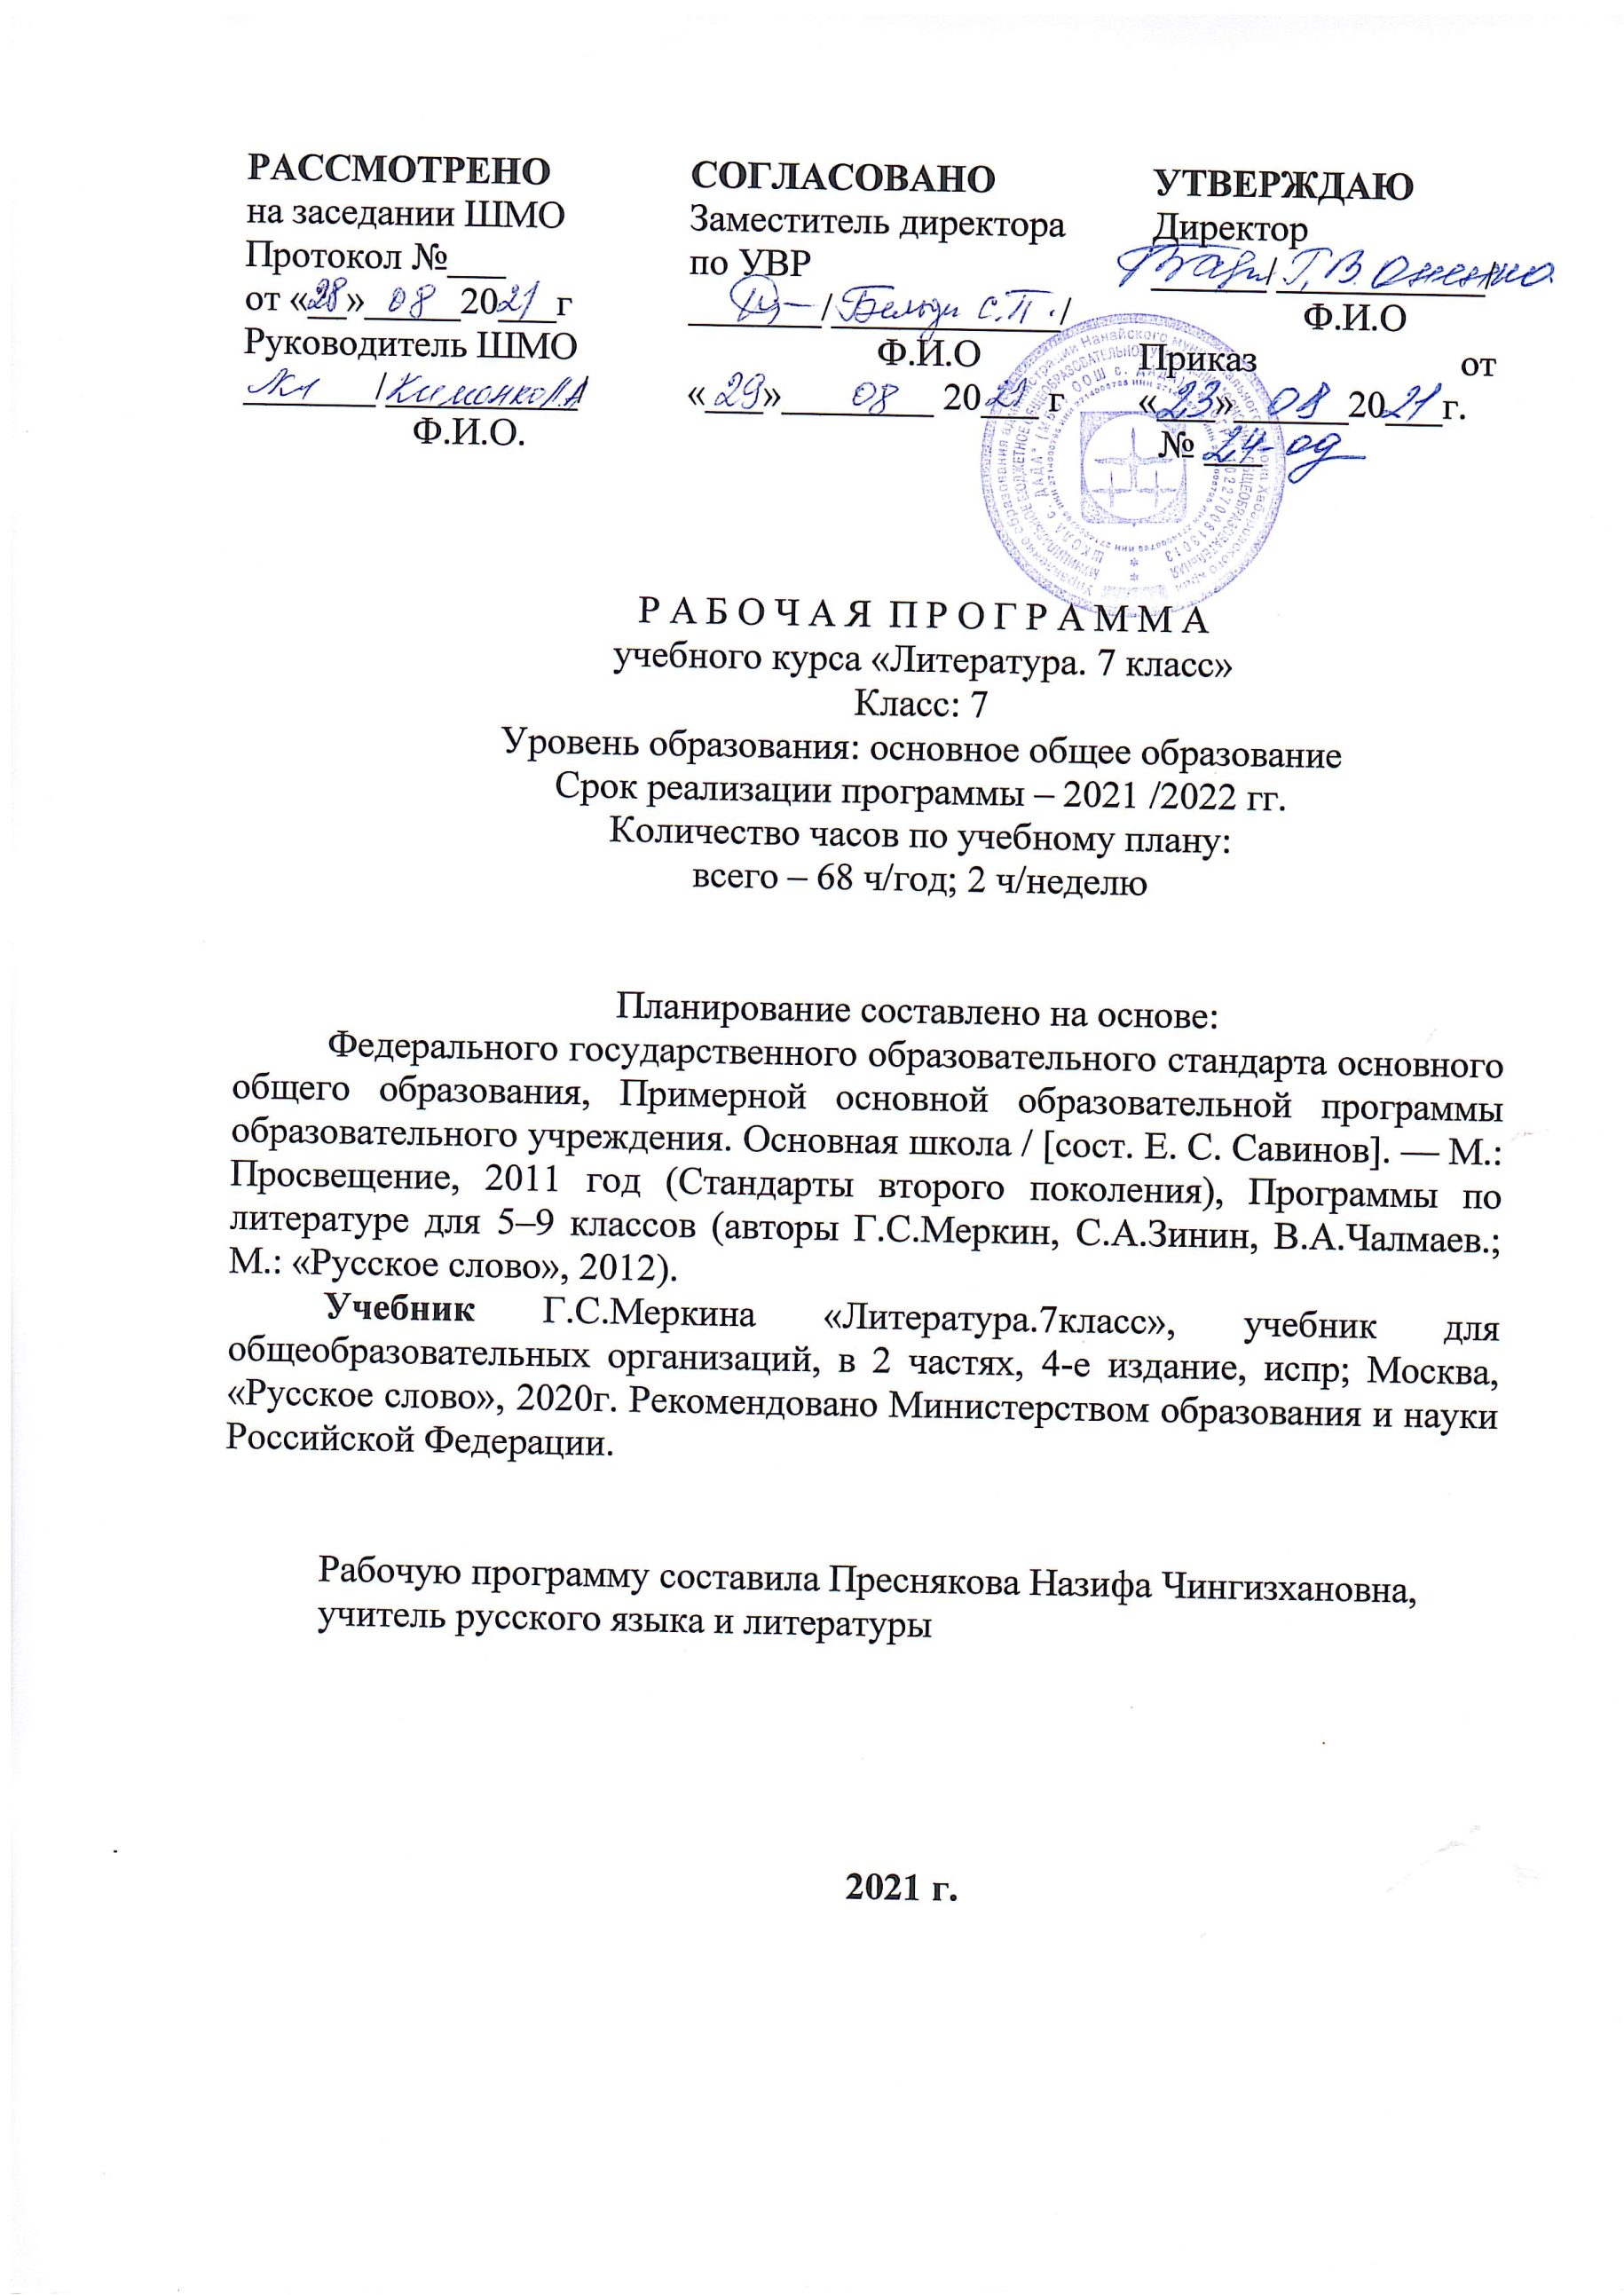 РАССМОТРЕНО
на заседании ШМО
Протокол №___
от «28»_08_2021 г
Руководитель ШМО
/Кимонко Л.А/
Ф.И.О.
СОГЛАСОВАНО
Заместитель директора
по УВР
/Бельды С.П./
Ф.И.О
«29» 08 2021 г
УТВЕРЖДАЮ
Директор
/Г.В. Оненко/
Ф.И.О
Приказ от
«23» 08 2021 г.
№ 24-од
Р А Б О Ч А Я П Р О Г Р А М М А
учебного курса «Литература. 7 класс»
Класс: 7
Уровень образования: основное общее образование
Срок реализации программы – 2021 /2022 гг.
Количество часов по учебному плану:
всего – 68 ч/год; 2 ч/неделю
Планирование составлено на основе:
Федерального государственного образовательного стандарта основного
общего образования, Примерной основной образовательной программы
образовательного учреждения. Основная школа / [сост. Е. С. Савинов]. — М.:
Просвещение, 2011 год (Стандарты второго поколения), Программы по
литературе для 5–9 классов (авторы Г.С.Меркин, С.А.Зинин, В.А.Чалмаев.;
М.: «Русское слово», 2012).
Учебник Г.С.Меркина «Литература.7класс», учебник для
общеобразовательных организаций, в 2 частях, 4-е издание, испр; Москва,
«Русское слово», 2020г. Рекомендовано Министерством образования и науки
Российской Федерации.
Рабочую программу составила Преснякова Назифа Чингизхановна,
учитель русского языка и литературы
2021 г.